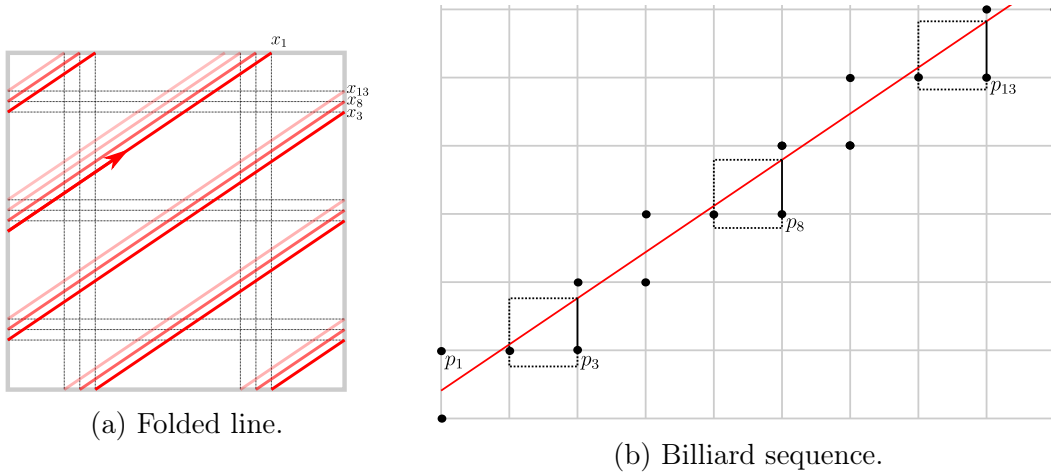 x₁
x₁₃
x₈
x₃
(a) Folded line.
p₁₃
p₈
p₁
p₃
(b) Billiard sequence.